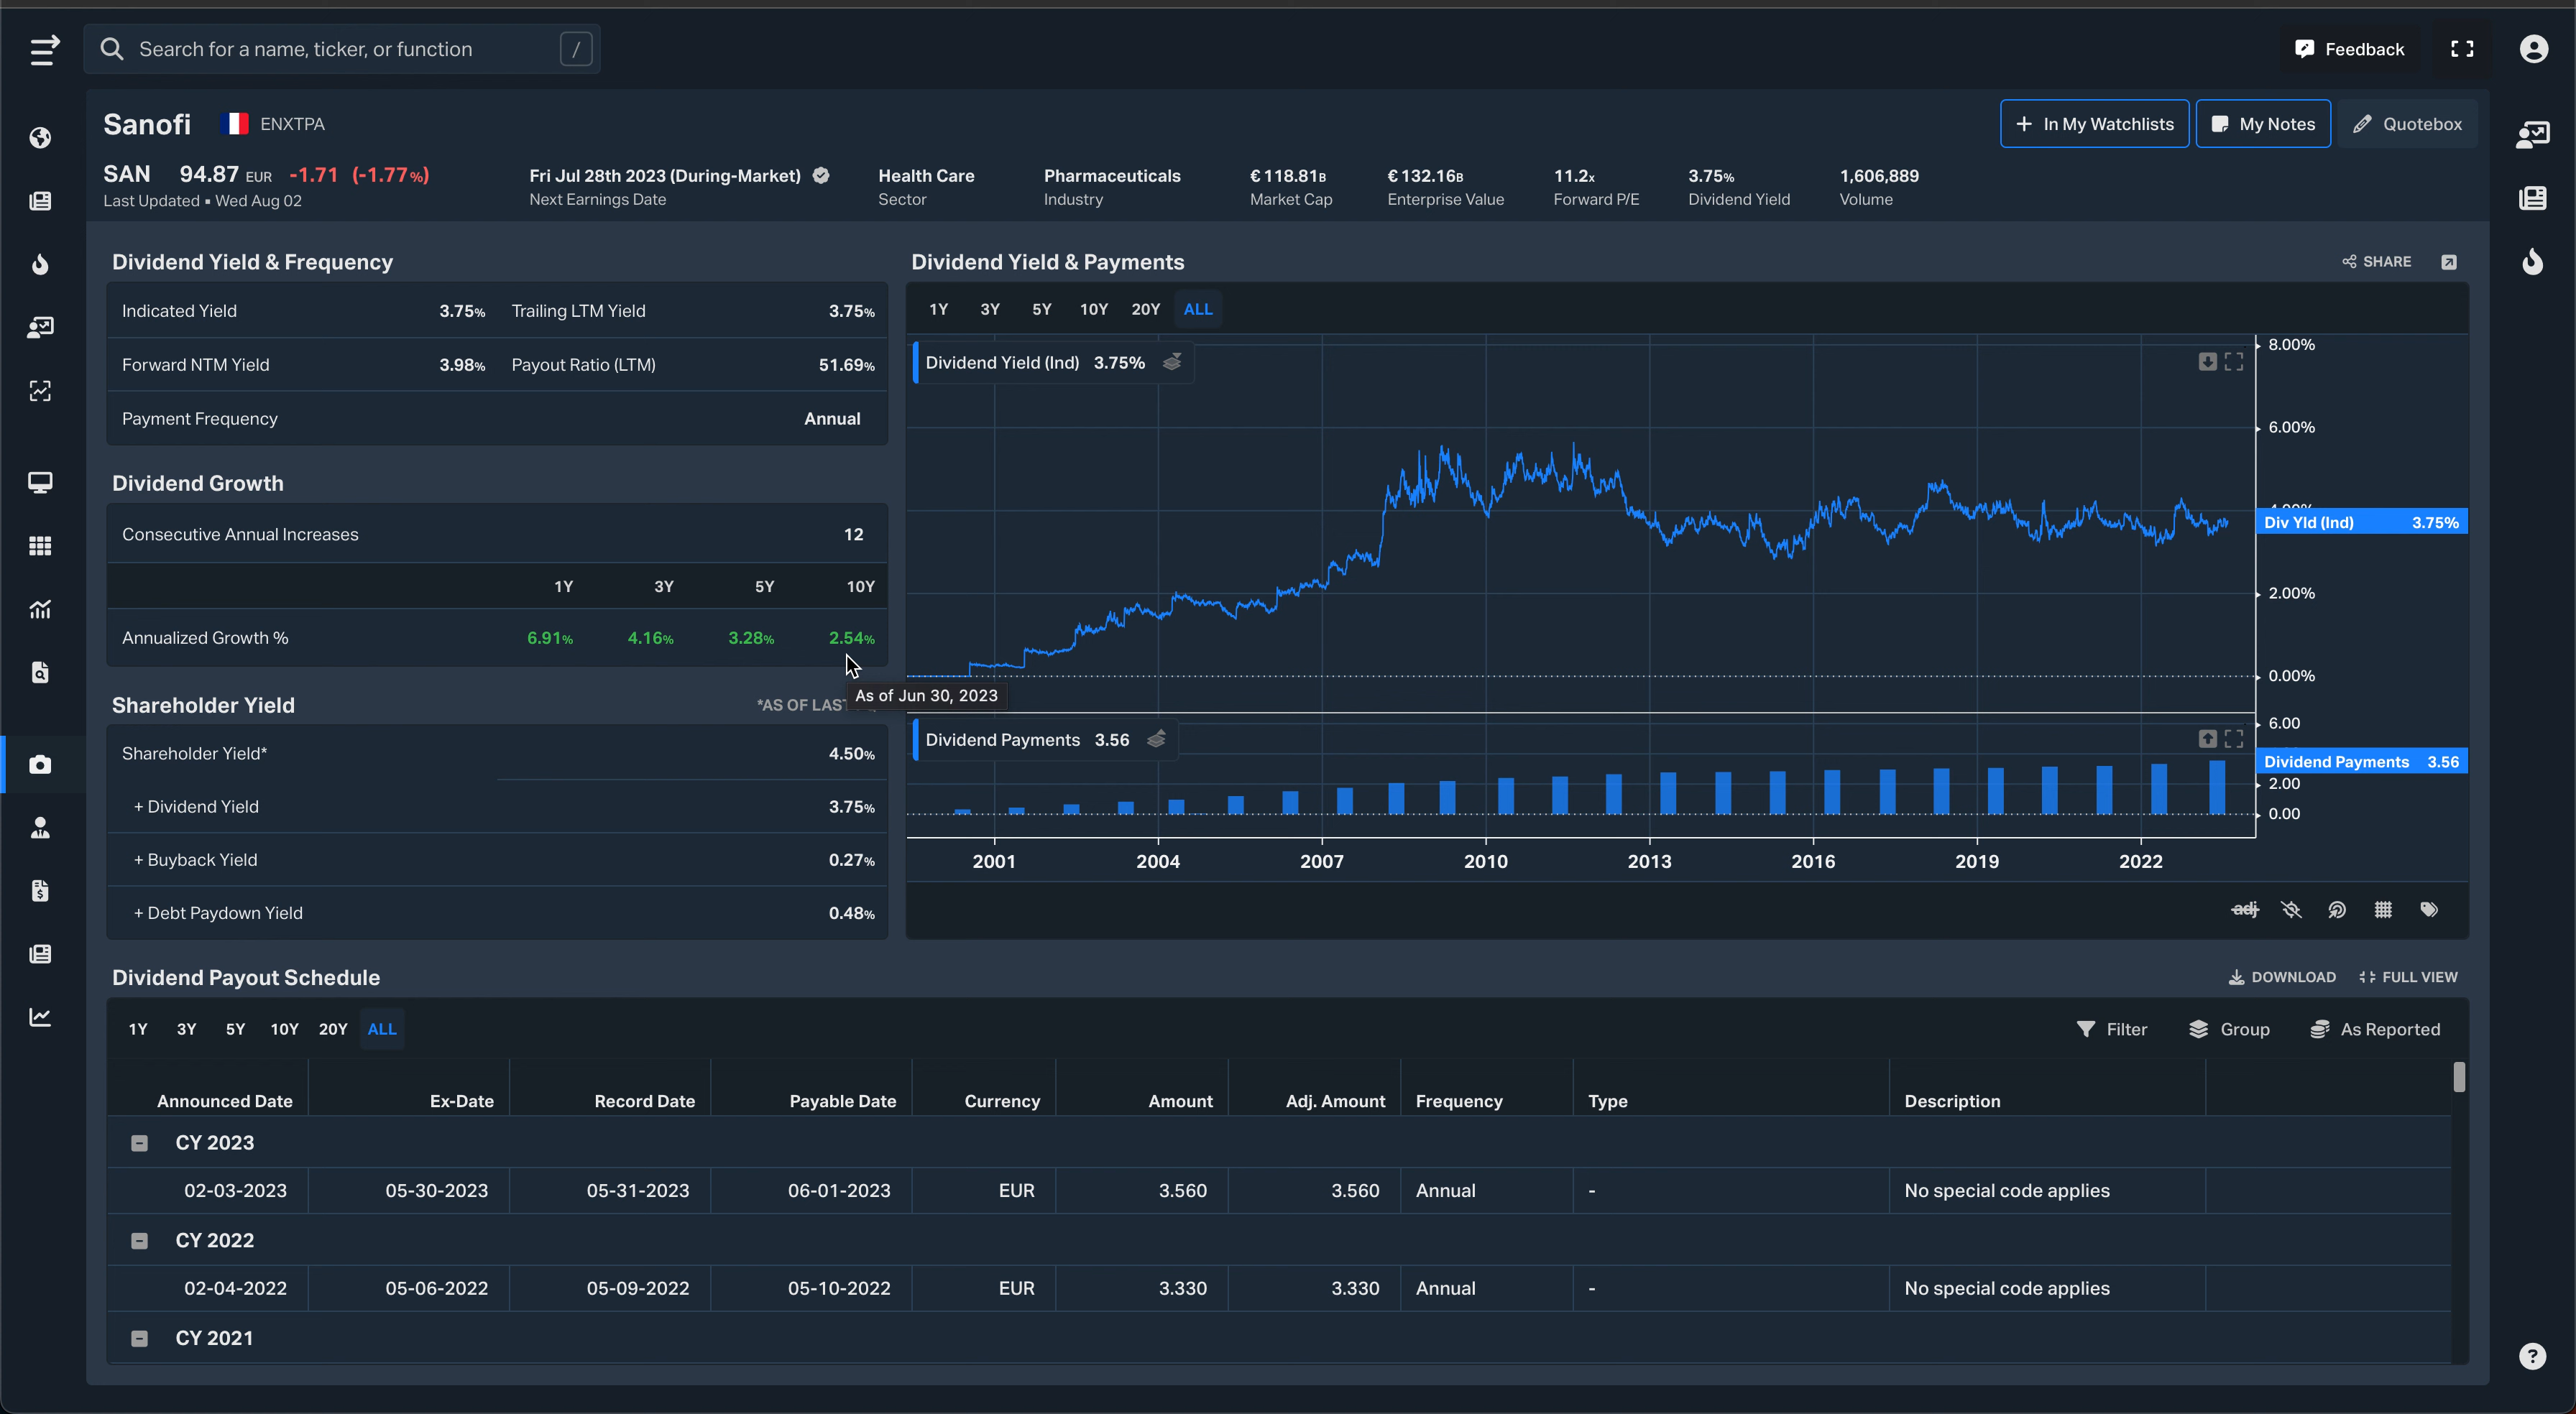 Search for a name, ticker, or function /
Feedback
Sanofi ENXTPA
In My Watchlists
My Notes
Quotebox
SAN 94.87 EUR -1.71 (-1.77%)
Last Updated ▪ Wed Aug 02
Fri Jul 28th 2023 (During-Market)
Next Earnings Date
Health Care
Sector
Pharmaceuticals
Industry
€118.81B
Market Cap
€132.16B
Enterprise Value
11.2x
Forward P/E
3.75%
Dividend Yield
1,606,889
Volume
Dividend Yield & Frequency
Indicated Yield 3.75% Trailing LTM Yield 3.75%
Forward NTM Yield 3.98% Payout Ratio (LTM) 51.69%
Payment Frequency Annual
Dividend Growth
Consecutive Annual Increases 12
1Y 3Y 5Y 10Y
Annualized Growth % 6.91% 4.16% 3.28% 2.54%
As of Jun 30, 2023
Shareholder Yield *AS OF LAST
Shareholder Yield* 4.50%
+ Dividend Yield 3.75%
+ Buyback Yield 0.27%
+ Debt Paydown Yield 0.48%
Dividend Yield & Payments SHARE
1Y 3Y 5Y 10Y 20Y ALL
Dividend Yield (Ind) 3.75%
8.00%
6.00%
Div Yld (Ind) 3.75%
2.00%
0.00%
Dividend Payments 3.56
6.00
Dividend Payments 3.56
2.00
0.00
2001 2004 2007 2010 2013 2016 2019 2022
adj
Dividend Payout Schedule DOWNLOAD FULL VIEW
1Y 3Y 5Y 10Y 20Y ALL Filter Group As Reported
Announced Date Ex-Date Record Date Payable Date Currency Amount Adj. Amount Frequency Type Description
CY 2023
02-03-2023 05-30-2023 05-31-2023 06-01-2023 EUR 3.560 3.560 Annual - No special code applies
CY 2022
02-04-2022 05-06-2022 05-09-2022 05-10-2022 EUR 3.330 3.330 Annual - No special code applies
CY 2021